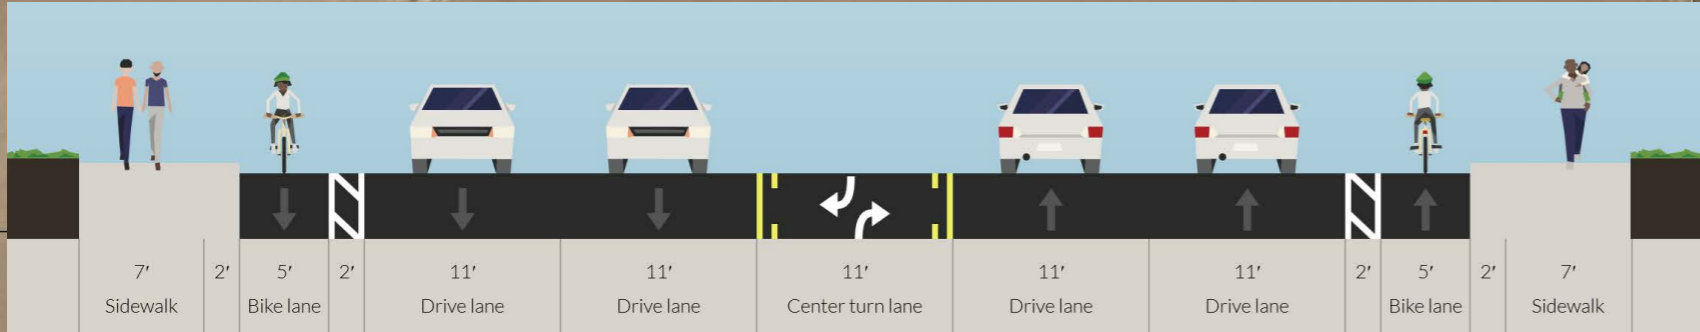 7′ 2′ 5′ 2′ 11′ 11′ 11′ 11′ 11′ 2′ 5′ 2′ 7′
Sidewalk Bike lane Drive lane Drive lane Center turn lane Drive lane Drive lane Bike lane Sidewalk